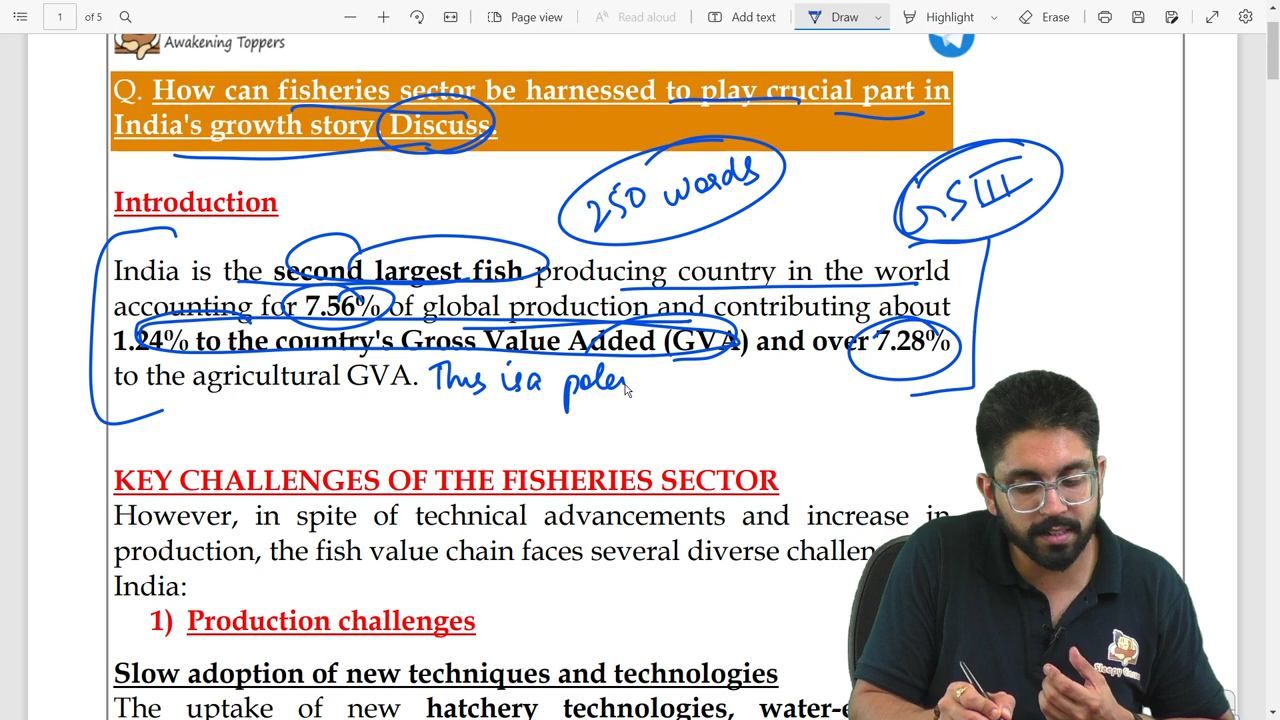 1 of 5 Page view Read aloud Add text Draw Highlight Erase
Awakening Toppers
Q. How can fisheries sector be harnessed to play crucial part in
India's growth story. Discuss.
250 words
GS III
Introduction
India is the second largest fish producing country in the world
accounting for 7.56% of global production and contributing about
1.24% to the country's Gross Value Added (GVA) and over 7.28%
to the agricultural GVA. This is a
KEY CHALLENGES OF THE FISHERIES SECTOR
However, in spite of technical advancements and increase in
production, the fish value chain faces several diverse challen
India:
1) Production challenges
Slow adoption of new techniques and technologies
The uptake of new hatchery technologies, water-e